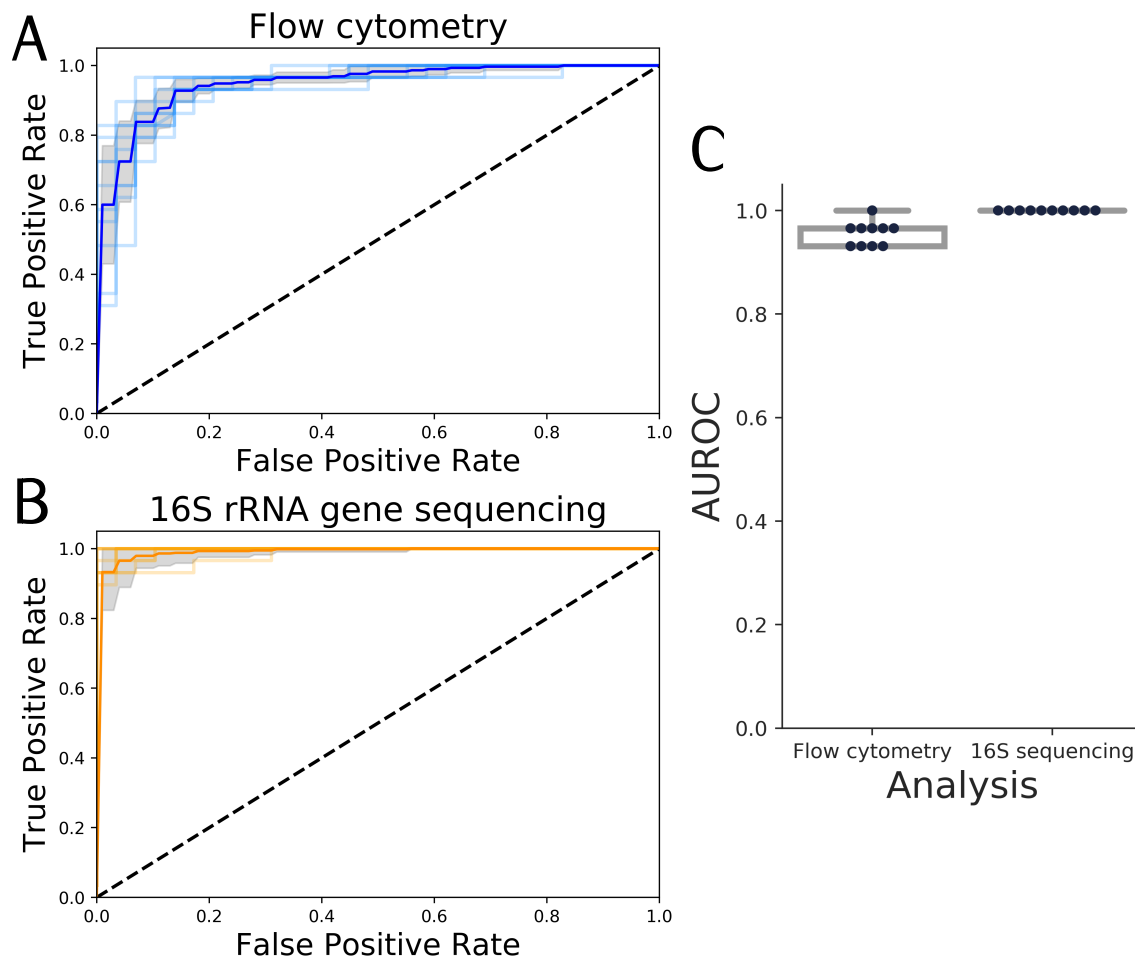 A
Flow cytometry
True Positive Rate
1.0
0.8
0.6
0.4
0.2
0.0
0.0 0.2 0.4 0.6 0.8 1.0
False Positive Rate
B
16S rRNA gene sequencing
True Positive Rate
1.0
0.8
0.6
0.4
0.2
0.0
0.0 0.2 0.4 0.6 0.8 1.0
False Positive Rate
C
AUROC
1.0
0.8
0.6
0.4
0.2
0.0
Flow cytometry 16S sequencing
Analysis